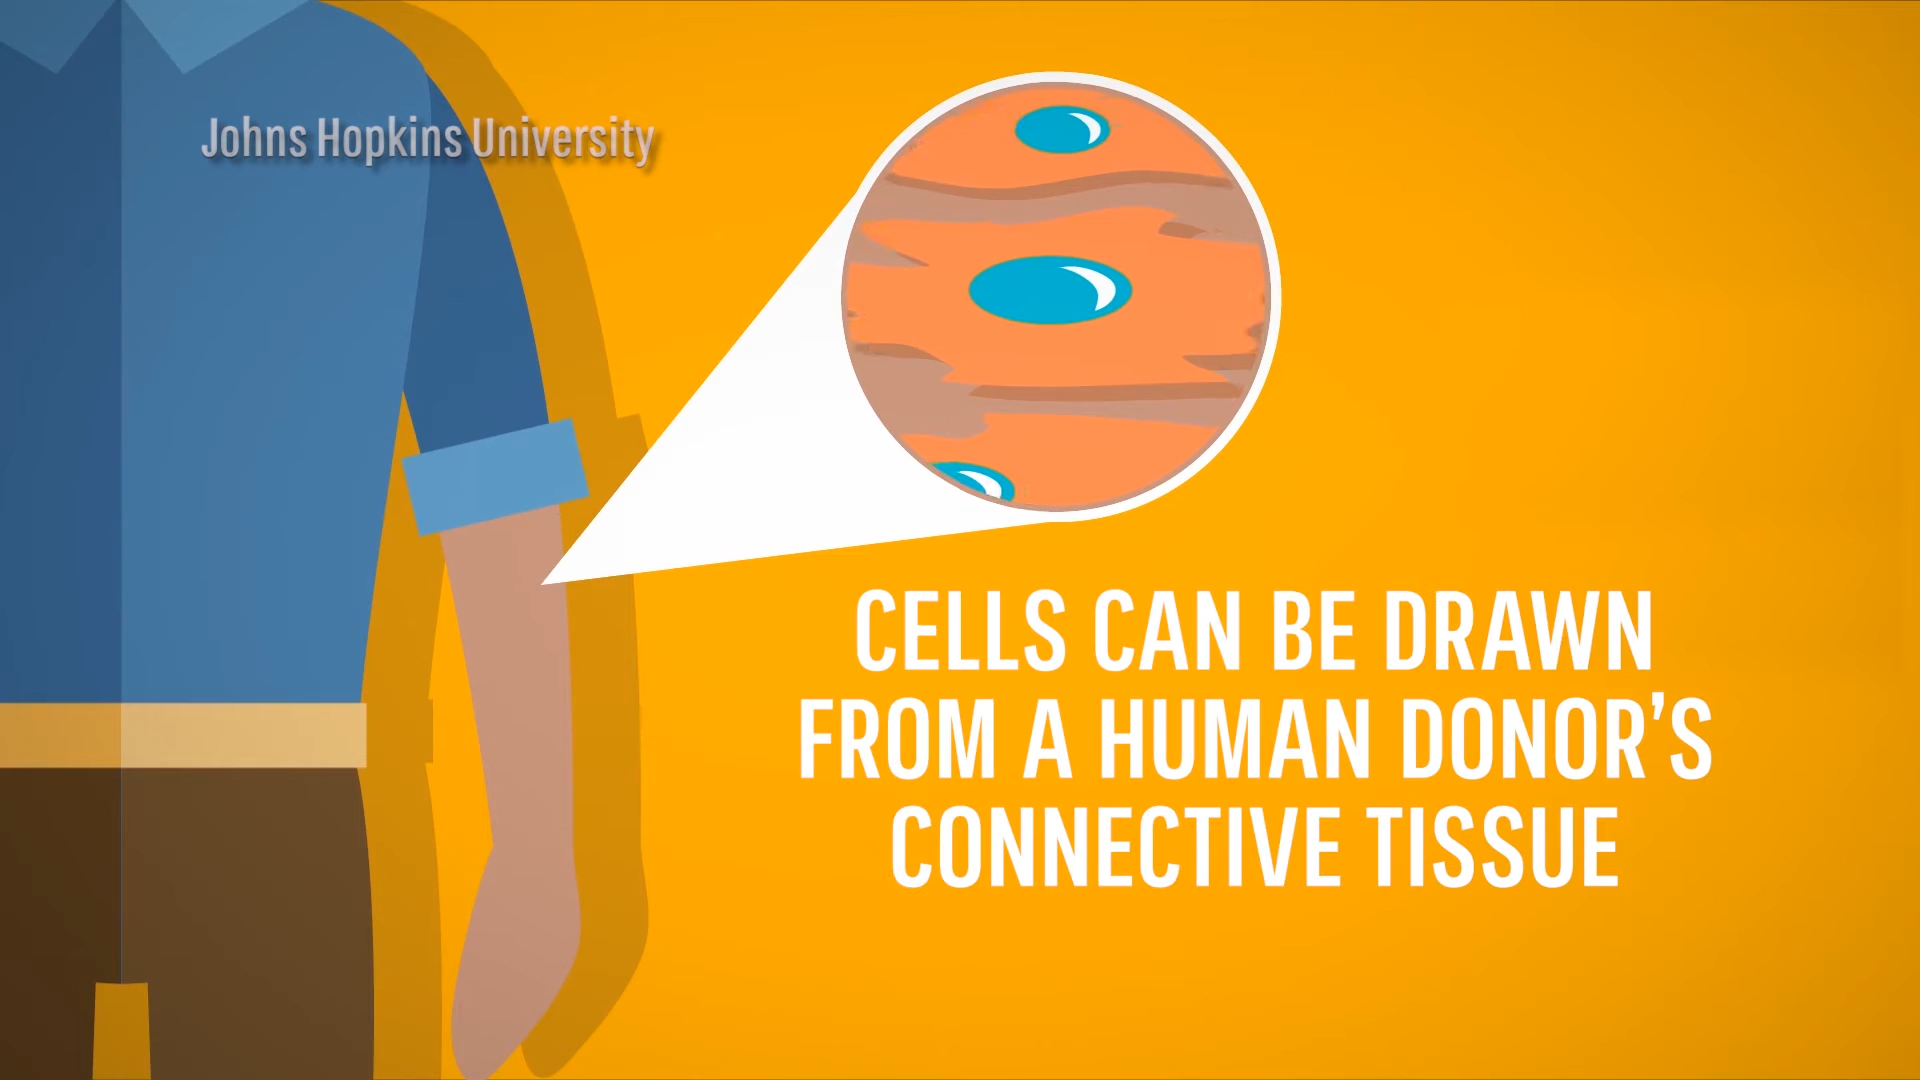 Johns Hopkins University
CELLS CAN BE DRAWN
FROM A HUMAN DONOR’S
CONNECTIVE TISSUE